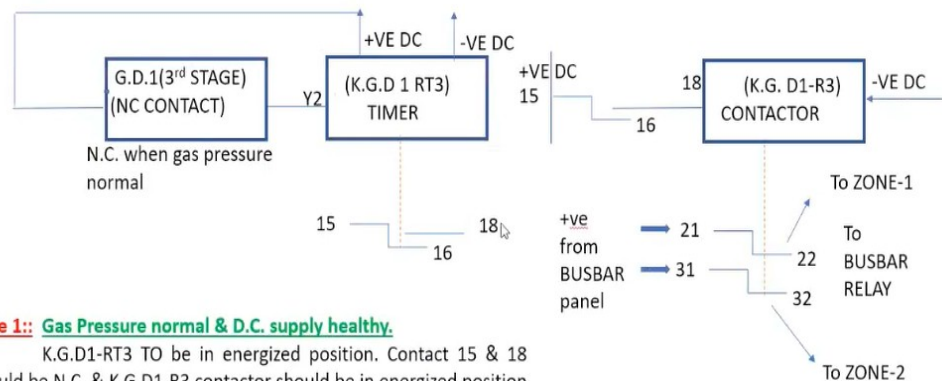 +VE DC
-VE DC
G.D.1(3rd STAGE)
(NC CONTACT)
Y2
(K.G.D 1 RT3)
TIMER
N.C. when gas pressure
normal
15
18
16
+VE DC
15
16
18
(K.G. D1-R3)
CONTACTOR
-VE DC
To ZONE-1
+ve
from
BUSBAR
panel
21
31
22
32
To
BUSBAR
RELAY
To ZONE-2
e 1:: Gas Pressure normal & D.C. supply healthy.
K.G.D1-RT3 TO be in energized position. Contact 15 & 18
uld be N.C. & K.G.D1-R3 contactor should be in energized position